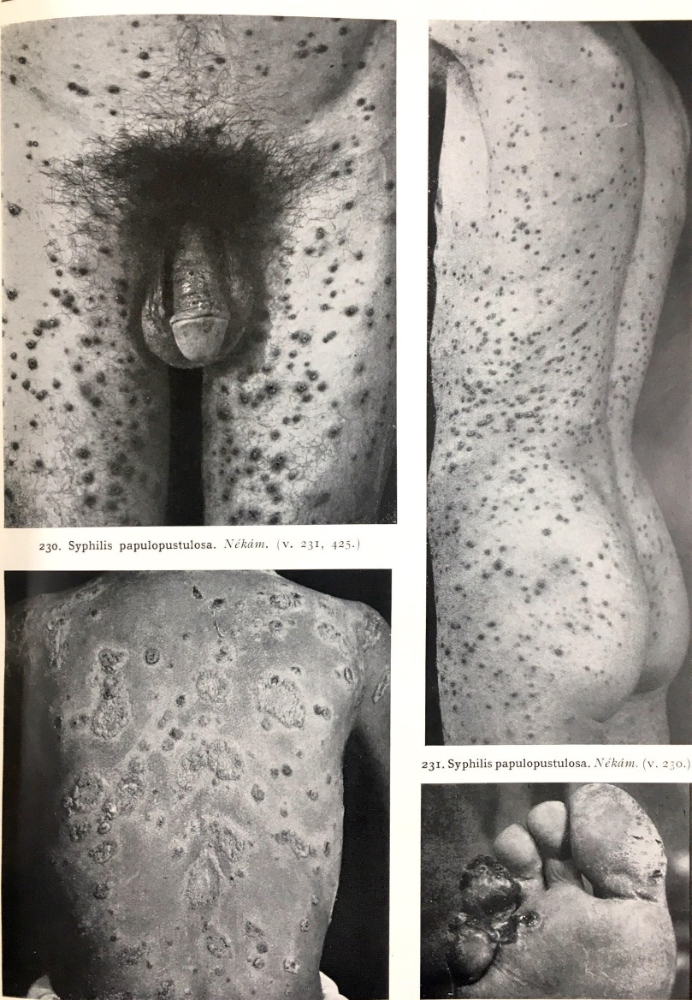 230. Syphilis papulopustulosa. Nékám. (v. 231, 425.)
231. Syphilis papulopustulosa. Nékám. (v. 230.)